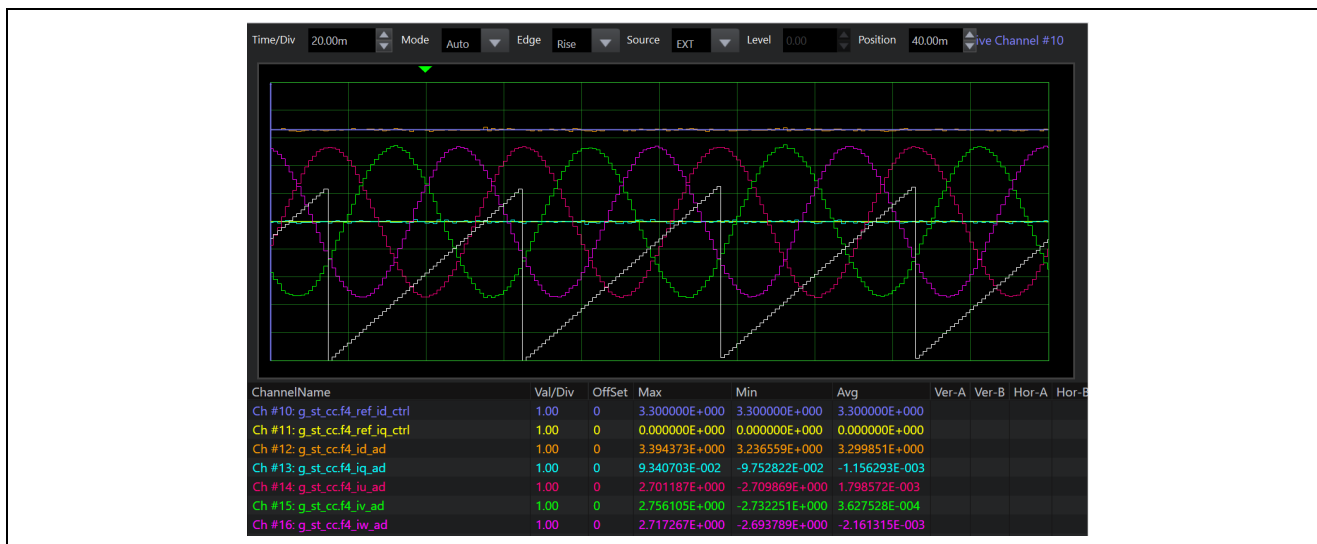 Time/Div 20.00m Mode Auto Edge Rise Source EXT Level 0.00 Position 40.00m ive Channel #10
ChannelName Val/Div OffSet Max Min Avg Ver-A Ver-B Hor-A Hor-B
Ch #10: g_st_cc.f4_ref_id_ctrl 1.00 0 3.300000E+000 3.300000E+000 3.300000E+000
Ch #11: g_st_cc.f4_ref_iq_ctrl 1.00 0 0.000000E+000 0.000000E+000 0.000000E+000
Ch #12: g_st_cc.f4_id_ad 1.00 0 3.394373E+000 3.236559E+000 3.299851E+000
Ch #13: g_st_cc.f4_iq_ad 1.00 0 9.340703E-002 -9.752822E-002 -1.156293E-003
Ch #14: g_st_cc.f4_iu_ad 1.00 0 2.701187E+000 -2.709869E+000 1.798572E-003
Ch #15: g_st_cc.f4_iv_ad 1.00 0 2.756105E+000 -2.732251E+000 3.627528E-004
Ch #16: g_st_cc.f4_iw_ad 1.00 0 2.717267E+000 -2.693789E+000 -2.161315E-003